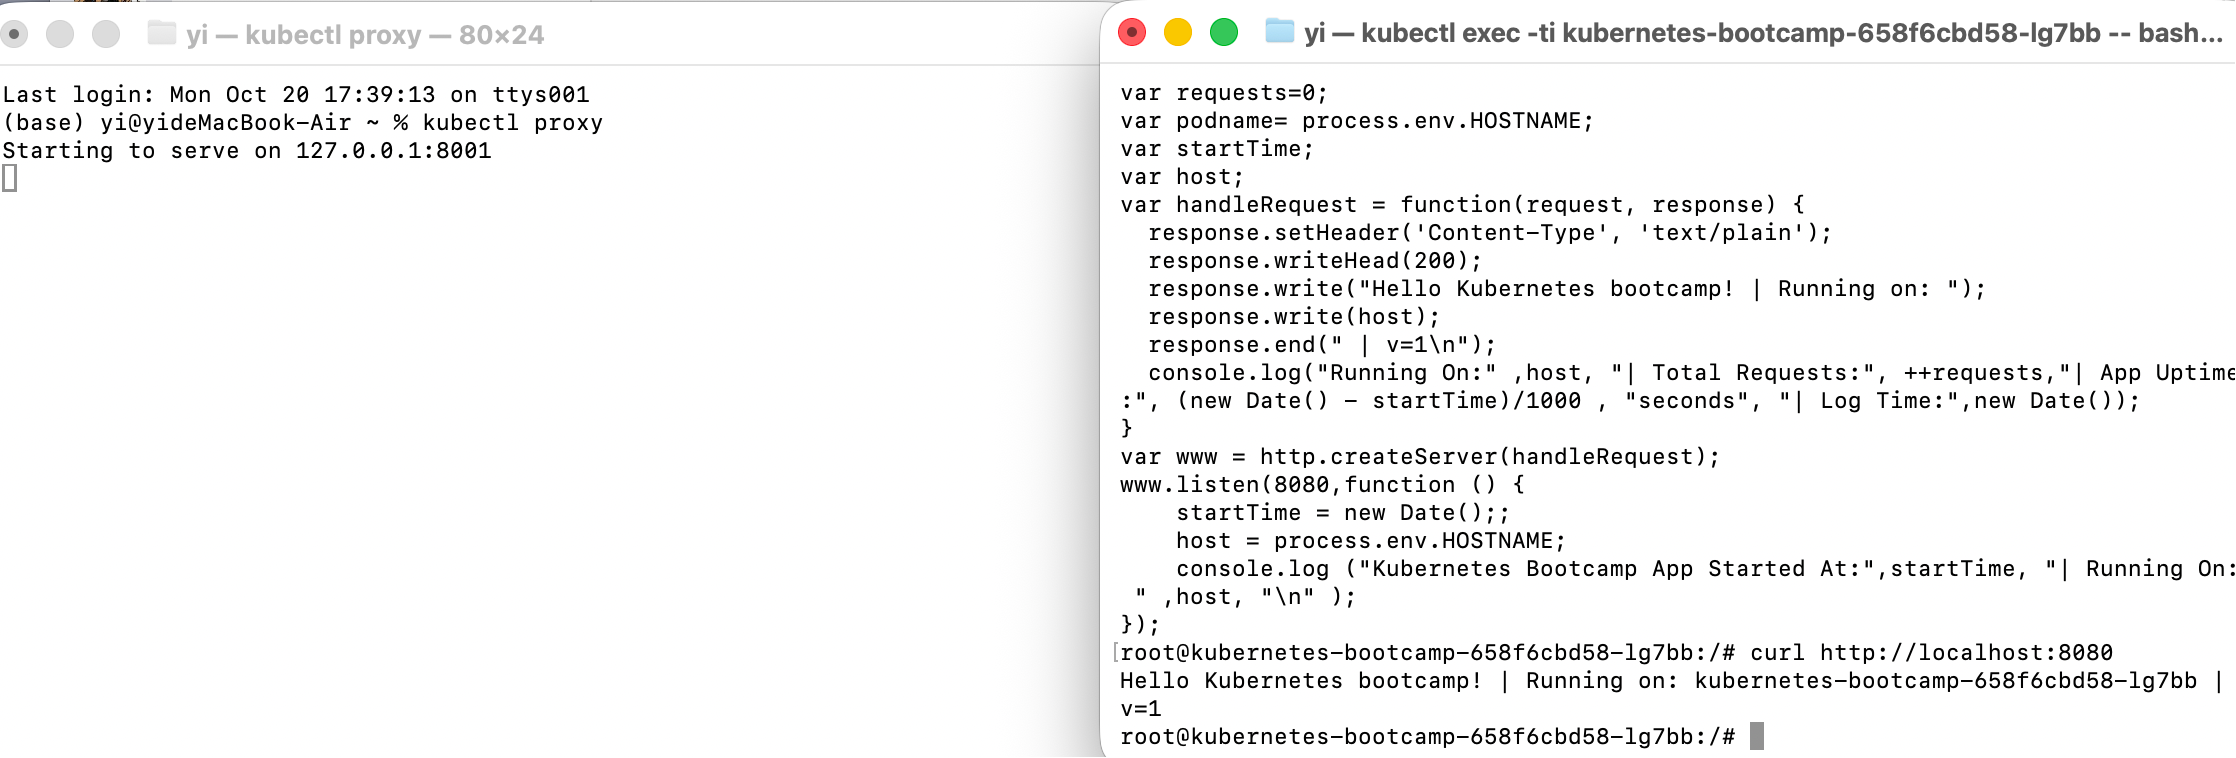 yi — kubectl proxy — 80×24
Last login: Mon Oct 20 17:39:13 on ttys001
(base) yi@yideMacBook-Air ~ % kubectl proxy
Starting to serve on 127.0.0.1:8001
yi — kubectl exec -ti kubernetes-bootcamp-658f6cbd58-lg7bb -- bash...
var requests=0;
var podname= process.env.HOSTNAME;
var startTime;
var host;
var handleRequest = function(request, response) {
  response.setHeader('Content-Type', 'text/plain');
  response.writeHead(200);
  response.write("Hello Kubernetes bootcamp! | Running on: ");
  response.write(host);
  response.end(" | v=1\n");
  console.log("Running On:" ,host, "| Total Requests:", ++requests,"| App Uptime
:", (new Date() - startTime)/1000 , "seconds", "| Log Time:",new Date());
}
var www = http.createServer(handleRequest);
www.listen(8080,function () {
    startTime = new Date();;
    host = process.env.HOSTNAME;
    console.log ("Kubernetes Bootcamp App Started At:",startTime, "| Running On:
 " ,host, "\n" );
});
root@kubernetes-bootcamp-658f6cbd58-lg7bb:/# curl http://localhost:8080
Hello Kubernetes bootcamp! | Running on: kubernetes-bootcamp-658f6cbd58-lg7bb |
v=1
root@kubernetes-bootcamp-658f6cbd58-lg7bb:/#